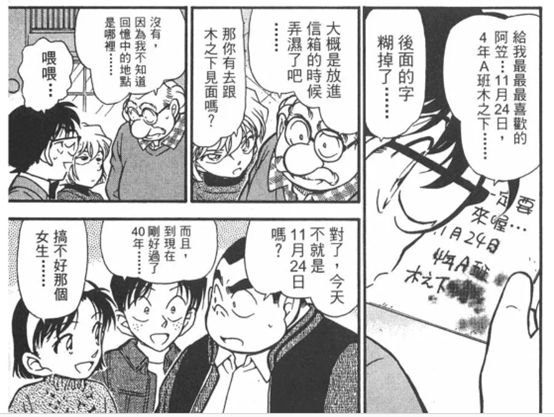 給我最最最喜歡的
阿笠…11月24日，
4年A班木之下……
後面的字
糊掉了……
一定要
來喔…
11月24日
4年A班
木之下
大概是放進
信箱的時候
弄濕了吧
……
那你有去跟
木之下見面嗎？
沒有，
因為我不知道
回憶中的地點
是哪裡……
喂喂…
對了，今天
不就是
11月24日
嗎？
而且，
到現在
剛好過了
40年……
搞不好那個
女生……